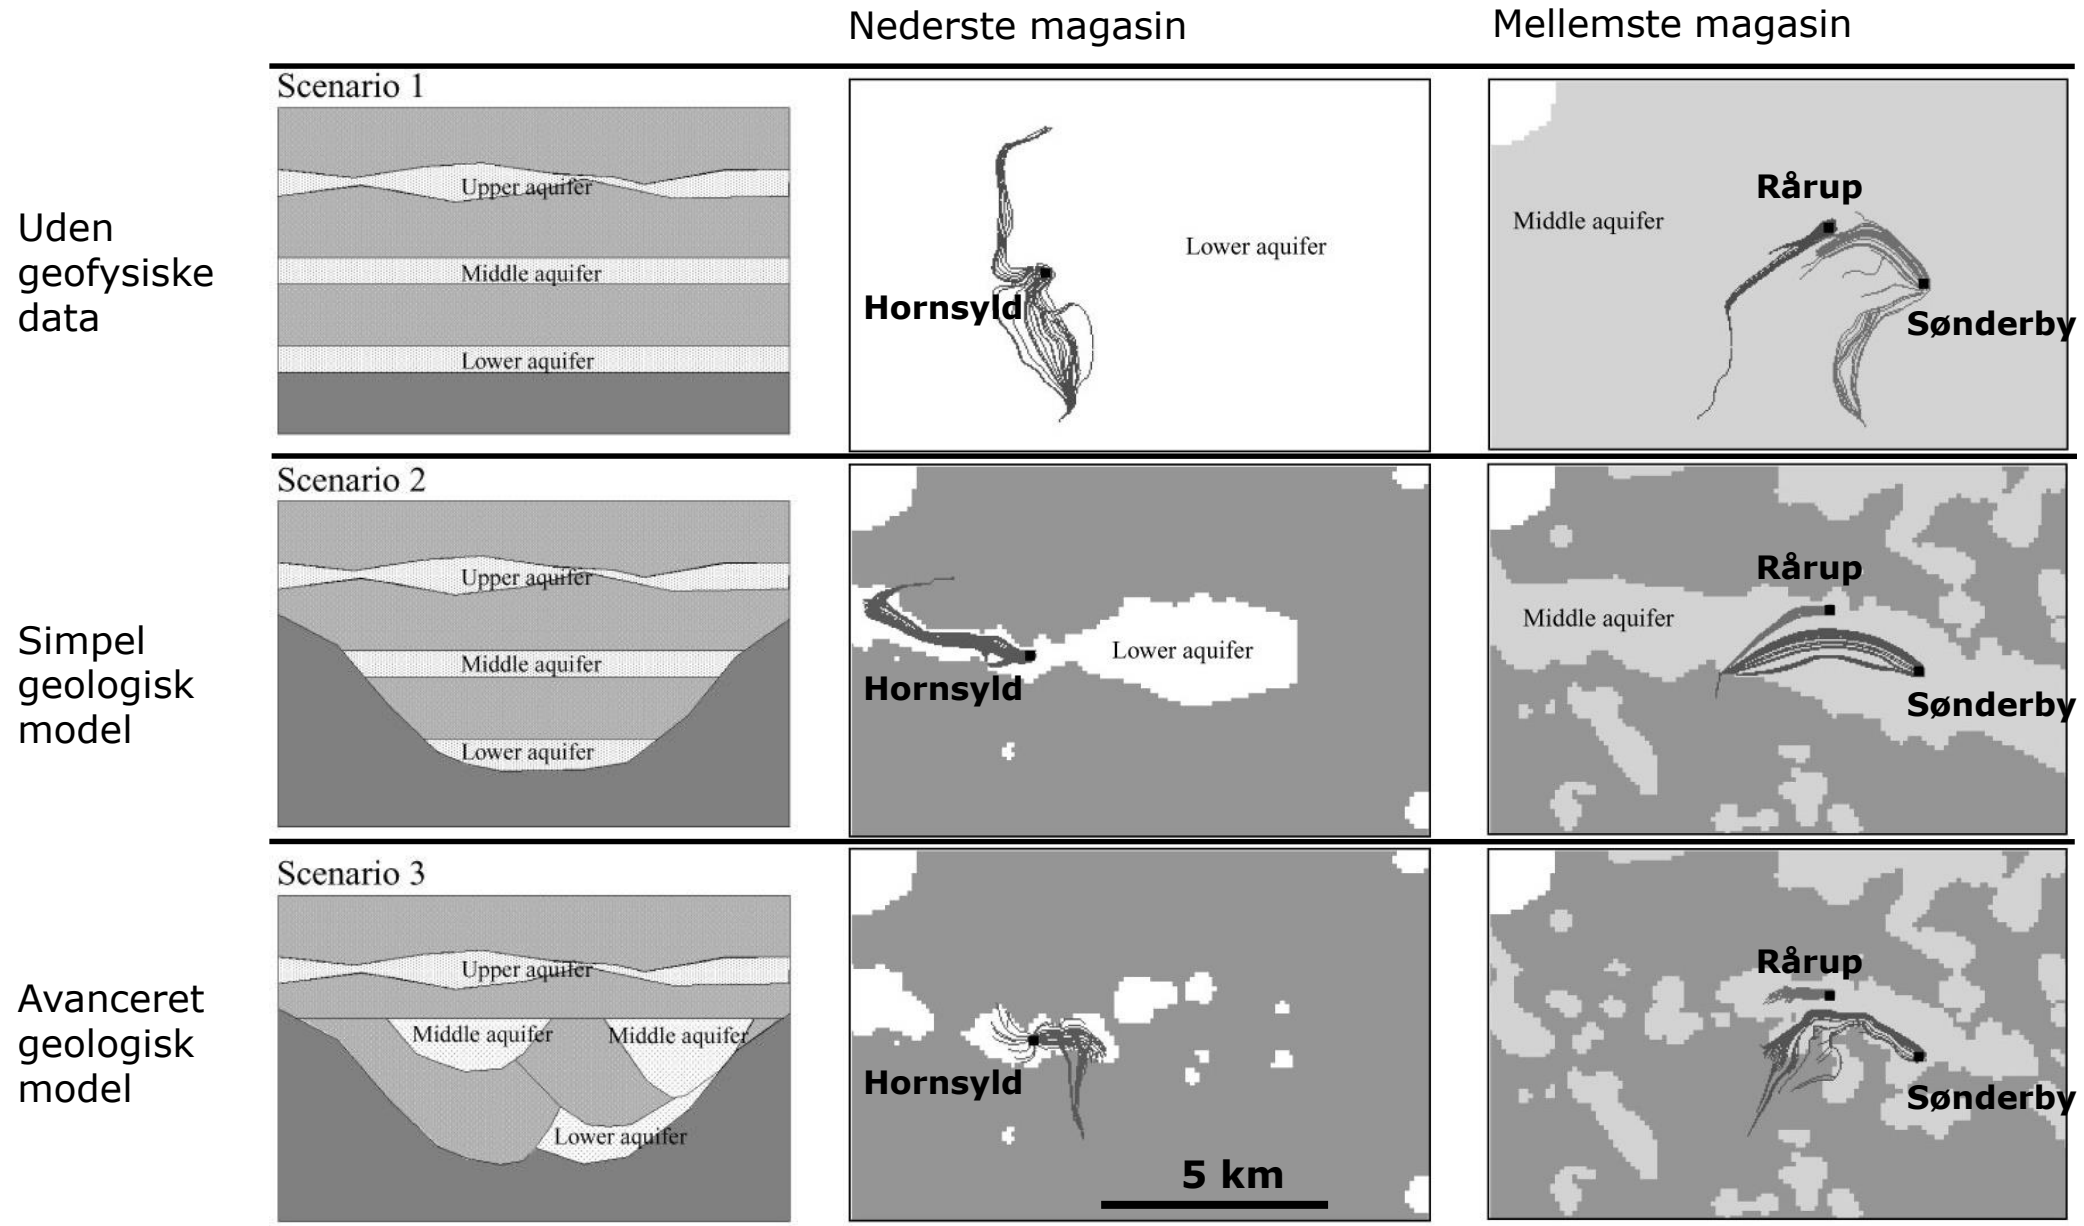 Nederste magasin
Mellemste magasin
Uden
geofysiske
data
Scenario 1
Upper aquifer
Middle aquifer
Lower aquifer
Hornsyld
Lower aquifer
Middle aquifer
Rårup
Sønderby
Simpel
geologisk
model
Scenario 2
Upper aquifer
Middle aquifer
Lower aquifer
Hornsyld
Lower aquifer
Middle aquifer
Rårup
Sønderby
Avanceret
geologisk
model
Scenario 3
Upper aquifer
Middle aquifer
Middle aquifer
Lower aquifer
Hornsyld
5 km
Rårup
Sønderby